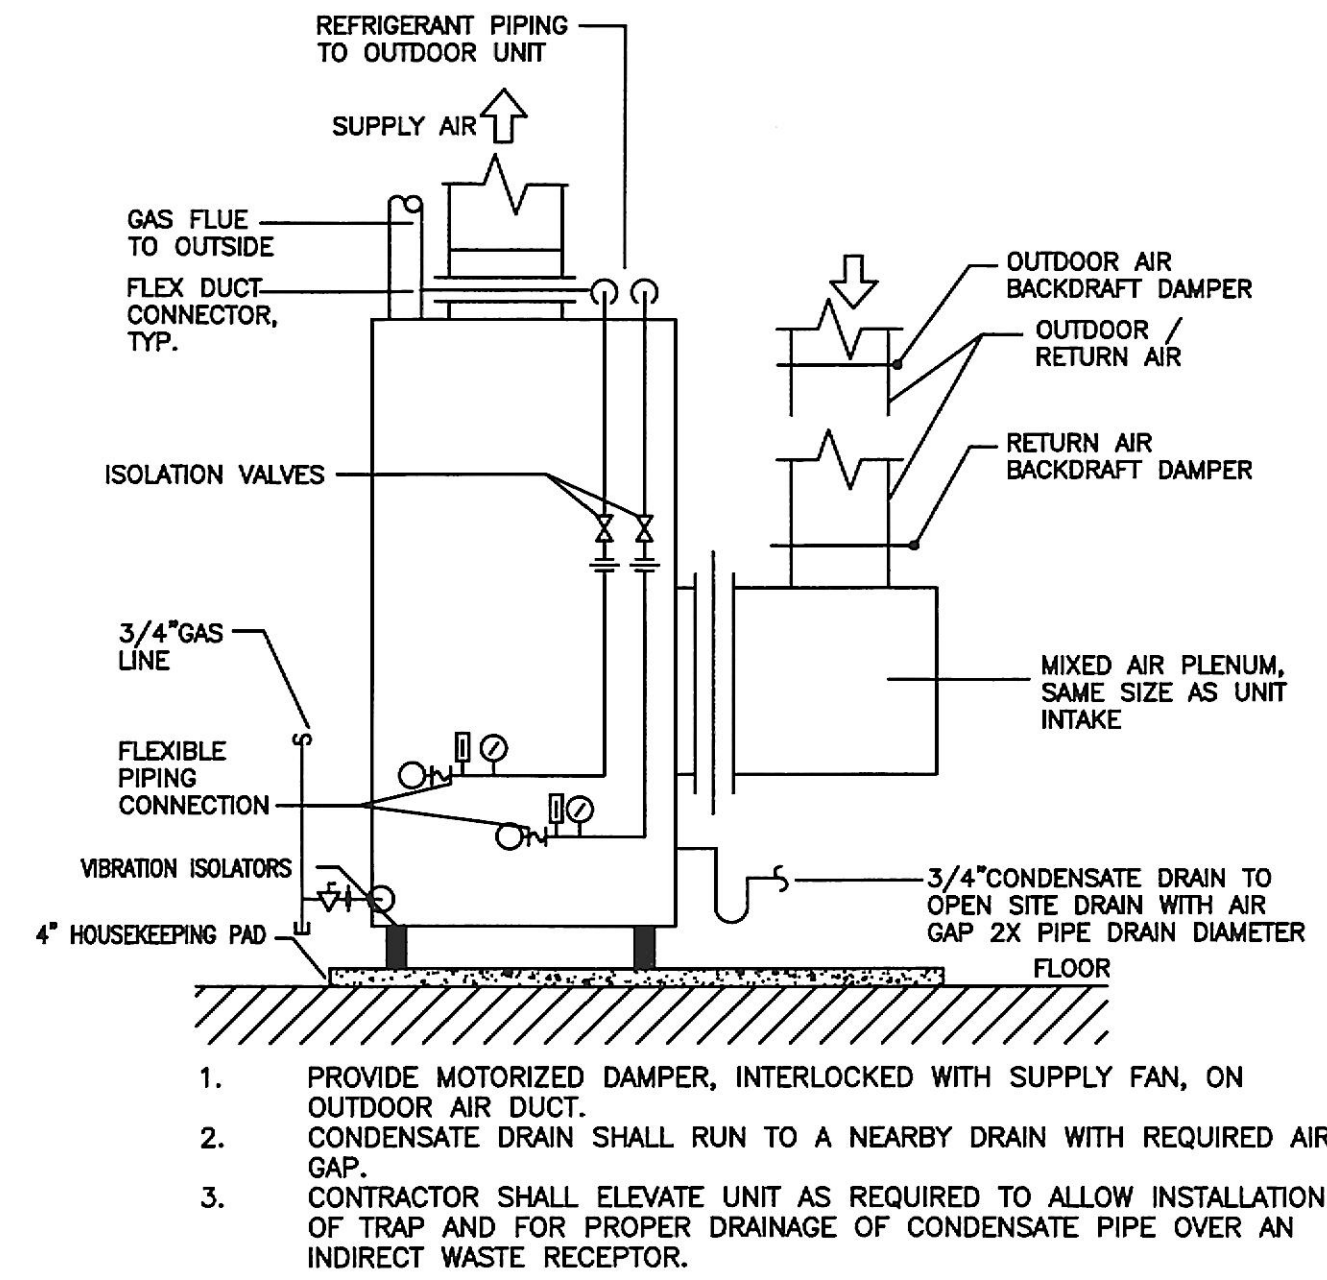 REFRIGERANT PIPING
TO OUTDOOR UNIT
SUPPLY AIR
GAS FLUE
TO OUTSIDE
FLEX DUCT
CONNECTOR,
TYP.
OUTDOOR AIR
BACKDRAFT DAMPER
OUTDOOR /
RETURN AIR
RETURN AIR
BACKDRAFT DAMPER
ISOLATION VALVES
3/4"GAS
LINE
MIXED AIR PLENUM,
SAME SIZE AS UNIT
INTAKE
FLEXIBLE
PIPING
CONNECTION
VIBRATION ISOLATORS
4" HOUSEKEEPING PAD
3/4"CONDENSATE DRAIN TO
OPEN SITE DRAIN WITH AIR
GAP 2X PIPE DRAIN DIAMETER
FLOOR
1. PROVIDE MOTORIZED DAMPER, INTERLOCKED WITH SUPPLY FAN, ON
OUTDOOR AIR DUCT.
2. CONDENSATE DRAIN SHALL RUN TO A NEARBY DRAIN WITH REQUIRED AIR
GAP.
3. CONTRACTOR SHALL ELEVATE UNIT AS REQUIRED TO ALLOW INSTALLATION
OF TRAP AND FOR PROPER DRAINAGE OF CONDENSATE PIPE OVER AN
INDIRECT WASTE RECEPTOR.